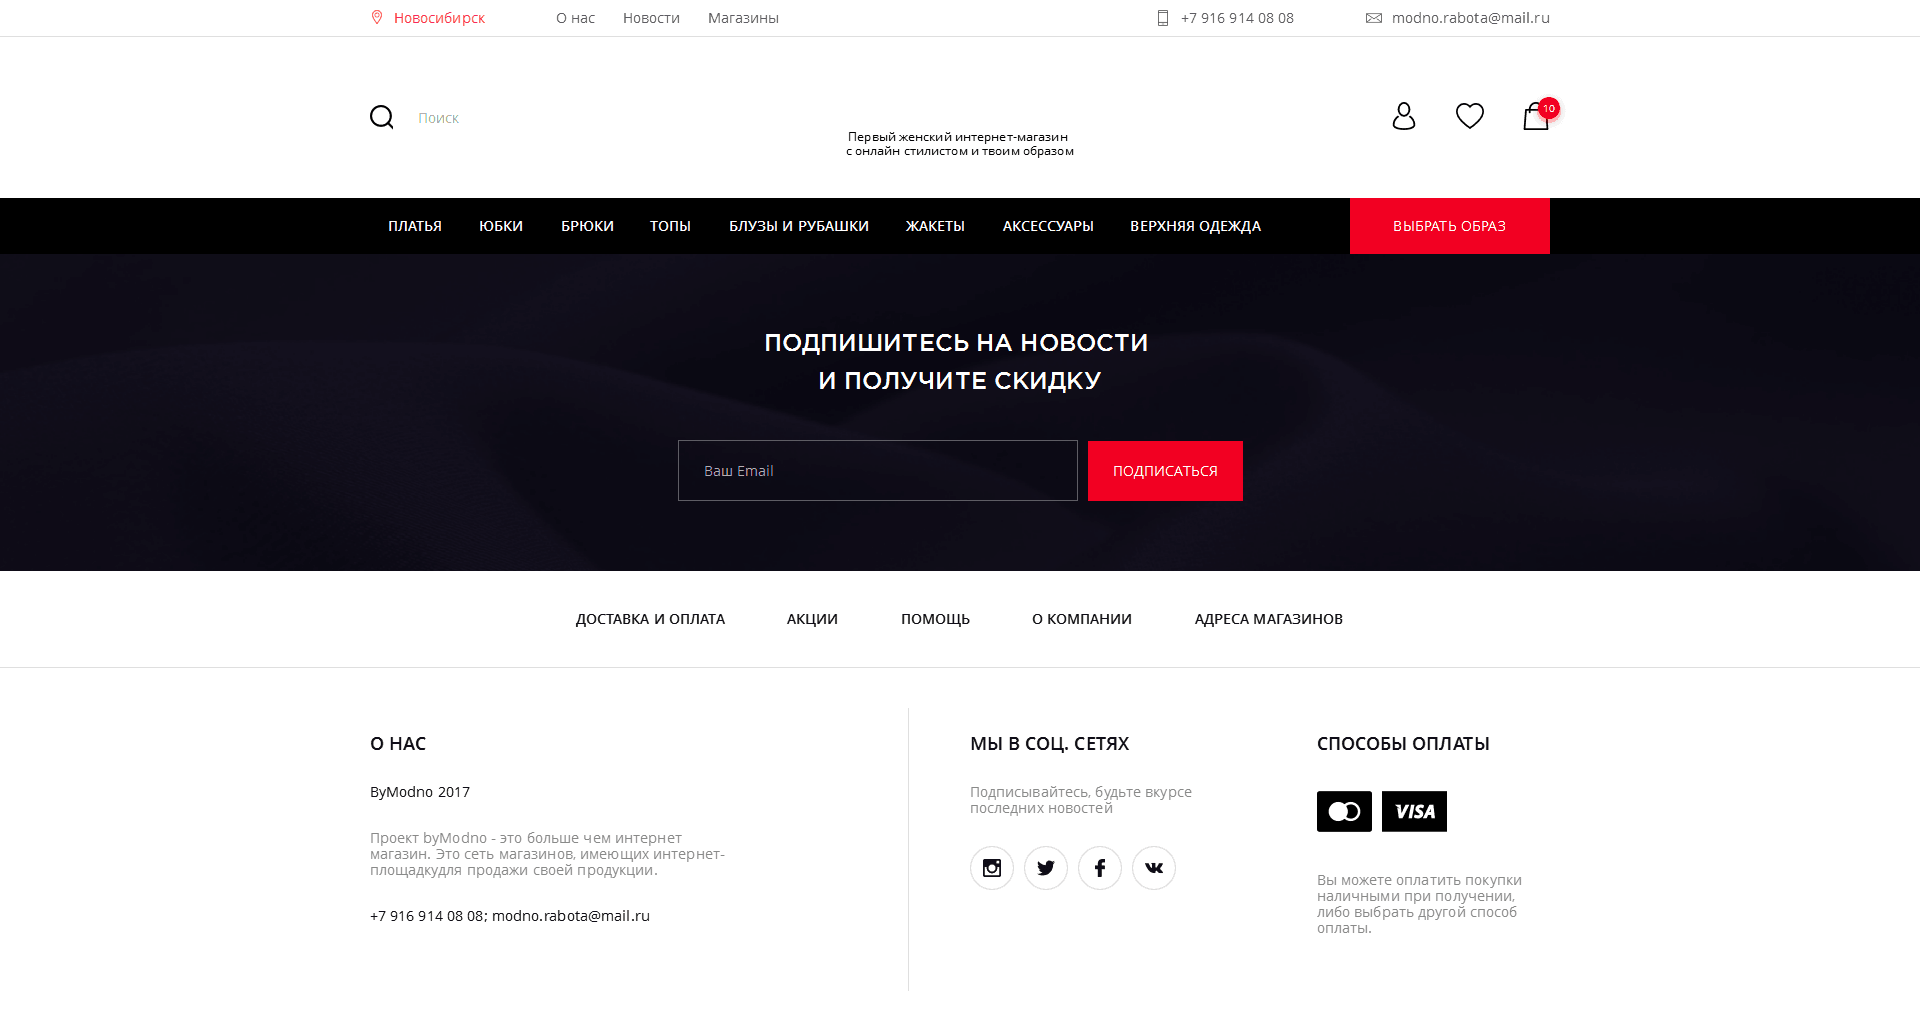 Новосибирск
О нас
Новости
Магазины
+7 916 914 08 08
modno.rabota@mail.ru
Поиск
10
Первый женский интернет-магазин
с онлайн стилистом и твоим образом
ПЛАТЬЯ
ЮБКИ
БРЮКИ
ТОПЫ
БЛУЗЫ И РУБАШКИ
ЖАКЕТЫ
АКСЕССУАРЫ
ВЕРХНЯЯ ОДЕЖДА
ВЫБРАТЬ ОБРАЗ
ПОДПИШИТЕСЬ НА НОВОСТИ
И ПОЛУЧИТЕ СКИДКУ
Ваш Email
ПОДПИСАТЬСЯ
ДОСТАВКА И ОПЛАТА
АКЦИИ
ПОМОЩЬ
О КОМПАНИИ
АДРЕСА МАГАЗИНОВ
О НАС
ByModno 2017
Проект byModno - это больше чем интернет
магазин. Это сеть магазинов, имеющих интернет-
площадкудля продажи своей продукции.
+7 916 914 08 08; modno.rabota@mail.ru
МЫ В СОЦ. СЕТЯХ
Подписывайтесь, будьте вкурсе
последних новостей
СПОСОБЫ ОПЛАТЫ
VISA
Вы можете оплатить покупки
наличными при получении,
либо выбрать другой способ
оплаты.